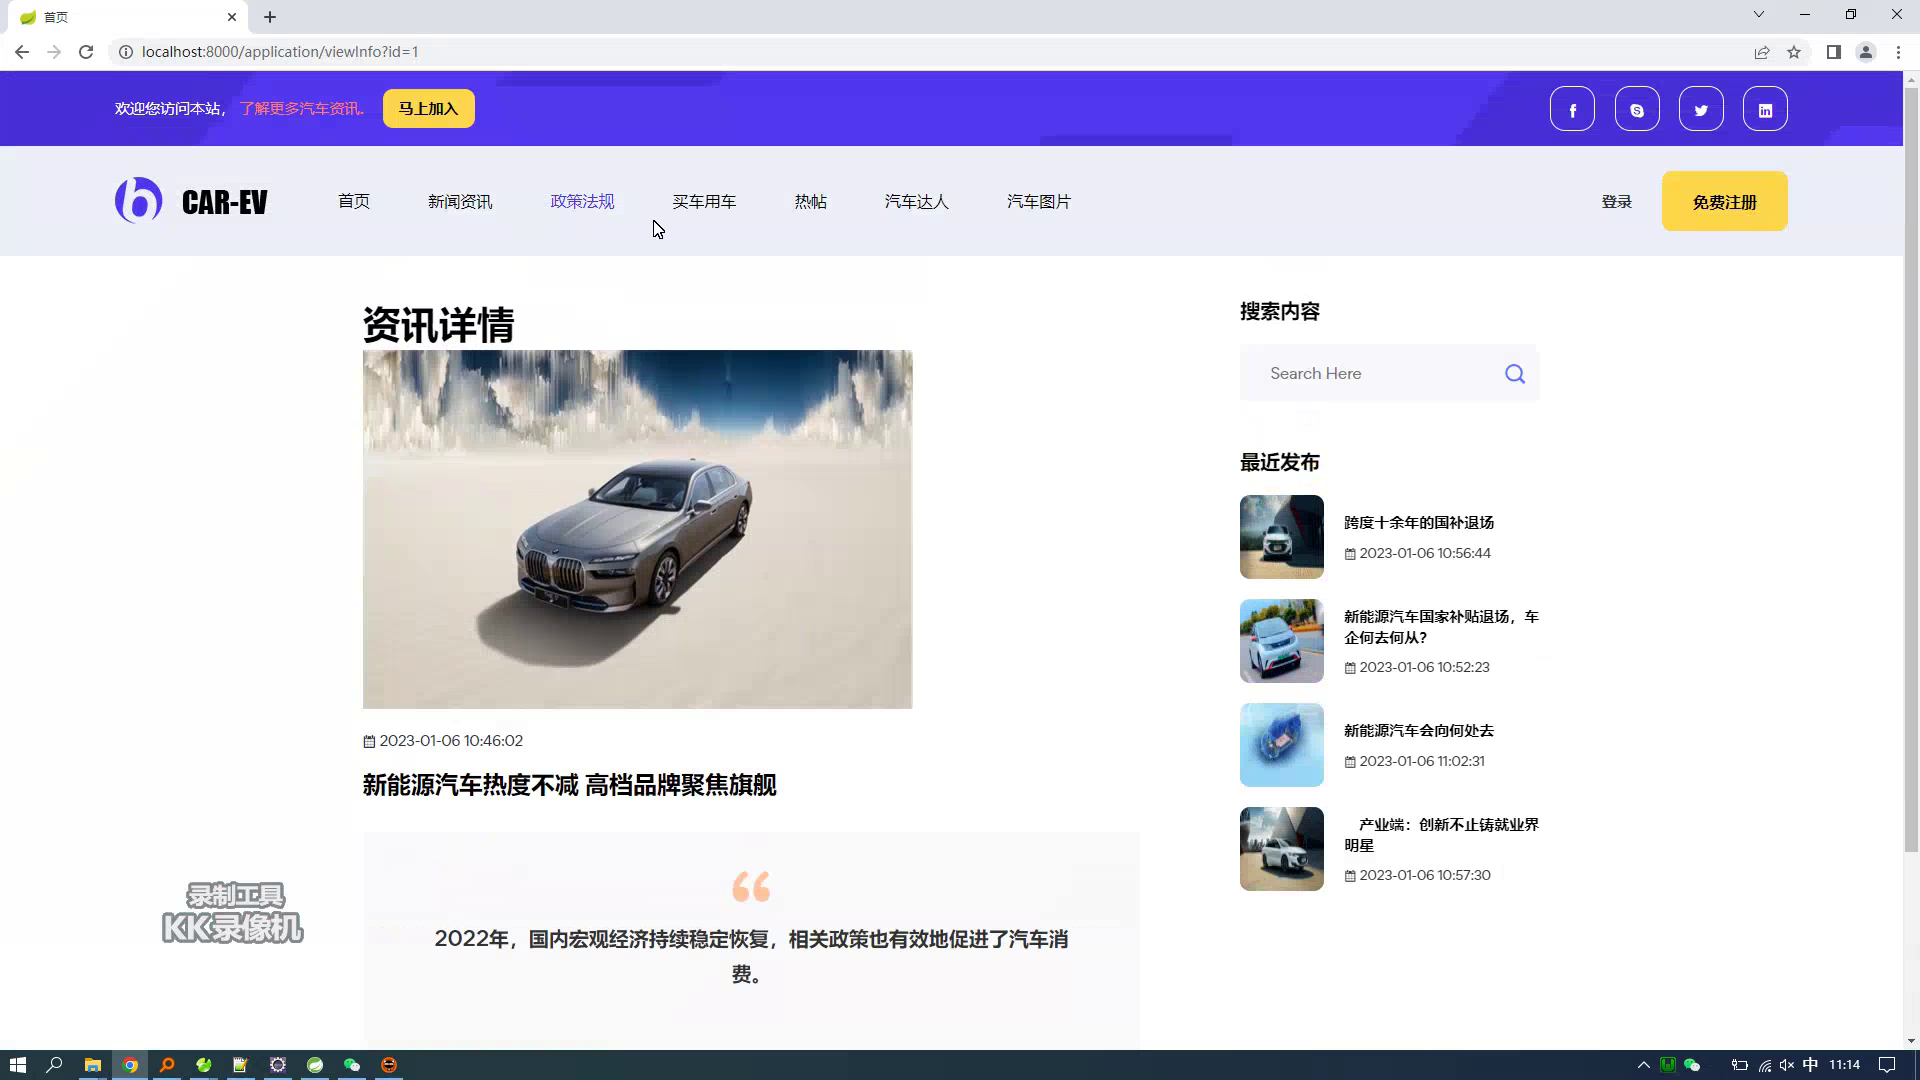 首页
localhost:8000/application/viewInfo?id=1
欢迎您访问本站，了解更多汽车资讯. 马上加入
CAR-EV 首页 新闻资讯 政策法规 买车用车 热帖 汽车达人 汽车图片 登录 免费注册
资讯详情
2023-01-06 10:46:02
新能源汽车热度不减 高档品牌聚焦旗舰
2022年，国内宏观经济持续稳定恢复，相关政策也有效地促进了汽车消
费。
搜索内容
Search Here
最近发布
跨度十余年的国补退场
2023-01-06 10:56:44
新能源汽车国家补贴退场，车
企何去何从？
2023-01-06 10:52:23
新能源汽车会向何处去
2023-01-06 11:02:31
产业端：创新不止铸就业界
明星
2023-01-06 10:57:30
录制工具
KK录像机
中 11:14